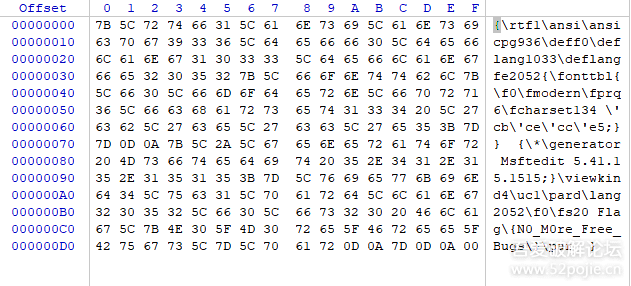 Offset 0 1 2 3 4 5 6 7 8 9 A B C D E F
00000000 7B 5C 72 74 66 31 5C 61 6E 73 69 5C 61 6E 73 69 {\rtf1\ansi\ansi
00000010 63 70 67 39 33 36 5C 64 65 66 66 30 5C 64 65 66 cpg936\deff0\def
00000020 6C 61 6E 67 31 30 33 33 5C 64 65 66 6C 61 6E 67 lang1033\deflang
00000030 66 65 32 30 35 32 7B 5C 66 6F 6E 74 74 62 6C 7B fe2052{\fonttbl{
00000040 5C 66 30 5C 66 6D 6F 64 65 72 6E 5C 66 70 72 71 \f0\fmodern\fprq
00000050 36 5C 66 63 68 61 72 73 65 74 31 33 34 20 5C 27 6\fcharset134 \'
00000060 63 62 5C 27 63 65 5C 27 63 63 5C 27 65 35 3B 7D cb\'ce\'cc\'e5;}
00000070 7D 0D 0A 7B 5C 2A 5C 67 65 6E 65 72 61 74 6F 72 } {\*\generator
00000080 20 4D 73 66 74 65 64 69 74 20 35 2E 34 31 2E 31 Msftedit 5.41.1
00000090 35 2E 31 35 31 35 3B 7D 5C 76 69 65 77 6B 69 6E 5.1515;}\viewkin
000000A0 64 34 5C 75 63 31 5C 70 61 72 64 5C 6C 61 6E 67 d4\uc1\pard\lang
000000B0 32 30 35 32 5C 66 30 5C 66 73 32 30 20 46 6C 61 2052\f0\fs20 Fla
000000C0 67 5C 7B 4E 30 5F 4D 30 72 65 5F 46 72 65 65 5F g\{N0_M0re_Free_
000000D0 42 75 67 73 5C 7D 5C 70 61 72 0D 0A 7D 0D 0A 00 Bugs\}\par }
吾爱破解论坛
www.52pojie.cn